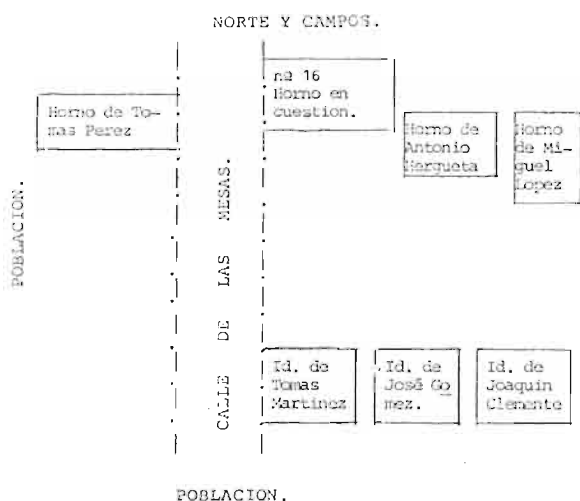 NORTE Y CAMPOS.
nº 16
Horno en
cuestion.
Horno de To-
mas Perez
Horno de
Antonio
Hergueta
Horno
de Mi-
guel
Lopez
POBLACION.
CALLE DE LAS MESAS.
Id. de
Tomas
Martinez
Id. de
José Go
mez.
Id. de
Joaquin
Clemente
POBLACION.